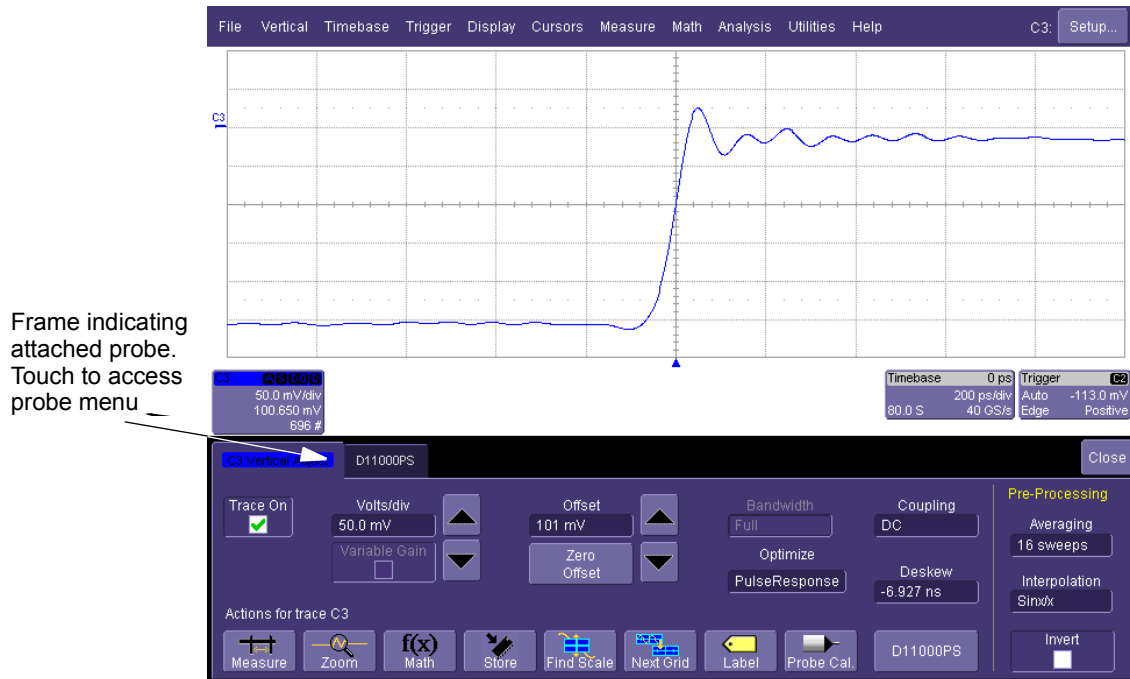 File Vertical Timebase Trigger Display Cursors Measure Math Analysis Utilities Help C3: Setup...
C3
Frame indicating
attached probe.
Touch to access
probe menu
C3
50.0 mV/div
100.650 mV
696 #
Timebase 0 ps
200 ps/div
80.0 S 40 GS/s
Trigger C2
Auto -113.0 mV
Edge Positive
C3 Vertical Adjust D11000PS Close
Trace On
Volts/div
50.0 mV
Variable Gain
Offset
101 mV
Zero
Offset
Bandwidth
Full
Optimize
PulseResponse
Coupling
DC
Deskew
-6.927 ns
Pre-Processing
Averaging
16 sweeps
Interpolation
Sinx/x
Invert
Actions for trace C3
Measure
Zoom
f(x)
Math
Store
Find Scale
Next Grid
Label
Probe Cal.
D11000PS